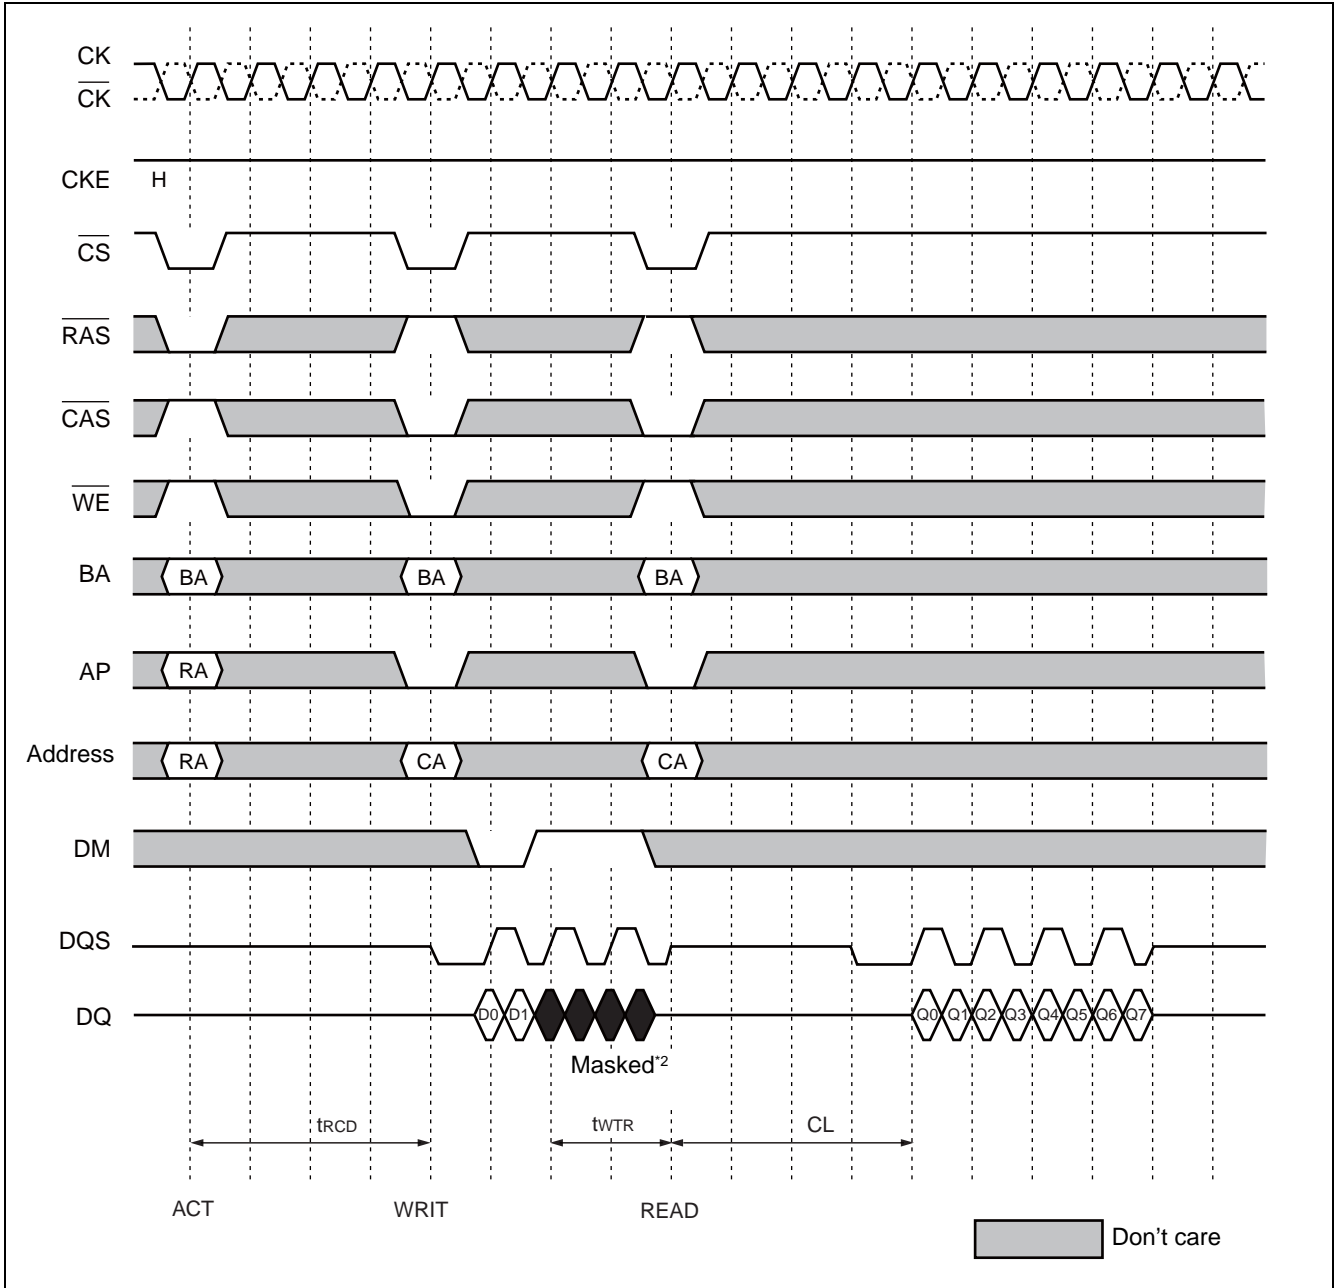 CK
CK
CKE H
CS
RAS
CAS
WE
BA BA BA BA
AP RA
Address RA CA CA
DM
DQS
DQ D0 D1 Q0 Q1 Q2 Q3 Q4 Q5 Q6 Q7
Masked*2
tRCD tWTR CL
ACT WRIT READ
Don't care